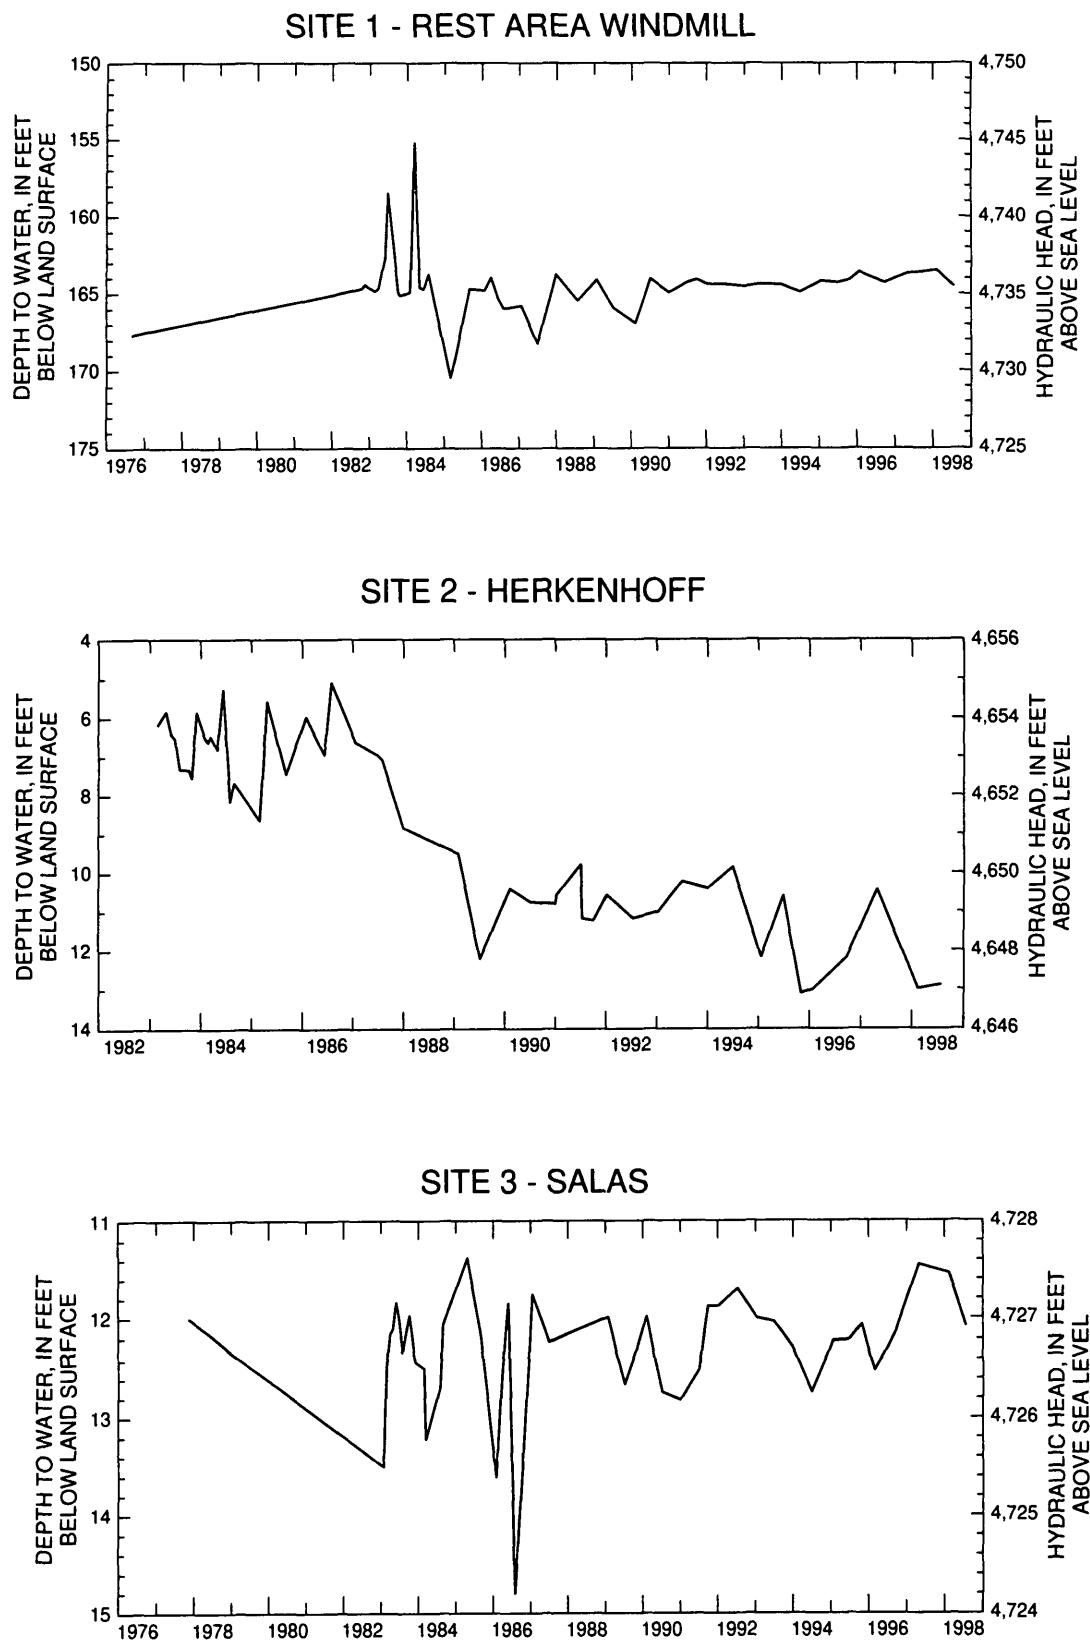 SITE 1 - REST AREA WINDMILL
DEPTH TO WATER, IN FEET
BELOW LAND SURFACE
150
155
160
165
170
175
4,750
4,745
4,740
4,735
4,730
4,725
HYDRAULIC HEAD, IN FEET
ABOVE SEA LEVEL
1976 1978 1980 1982 1984 1986 1988 1990 1992 1994 1996 1998
SITE 2 - HERKENHOFF
DEPTH TO WATER, IN FEET
BELOW LAND SURFACE
4
6
8
10
12
14
4,656
4,654
4,652
4,650
4,648
4,646
HYDRAULIC HEAD, IN FEET
ABOVE SEA LEVEL
1982 1984 1986 1988 1990 1992 1994 1996 1998
SITE 3 - SALAS
DEPTH TO WATER, IN FEET
BELOW LAND SURFACE
11
12
13
14
15
4,728
4,727
4,726
4,725
4,724
HYDRAULIC HEAD, IN FEET
ABOVE SEA LEVEL
1976 1978 1980 1982 1984 1986 1988 1990 1992 1994 1996 1998